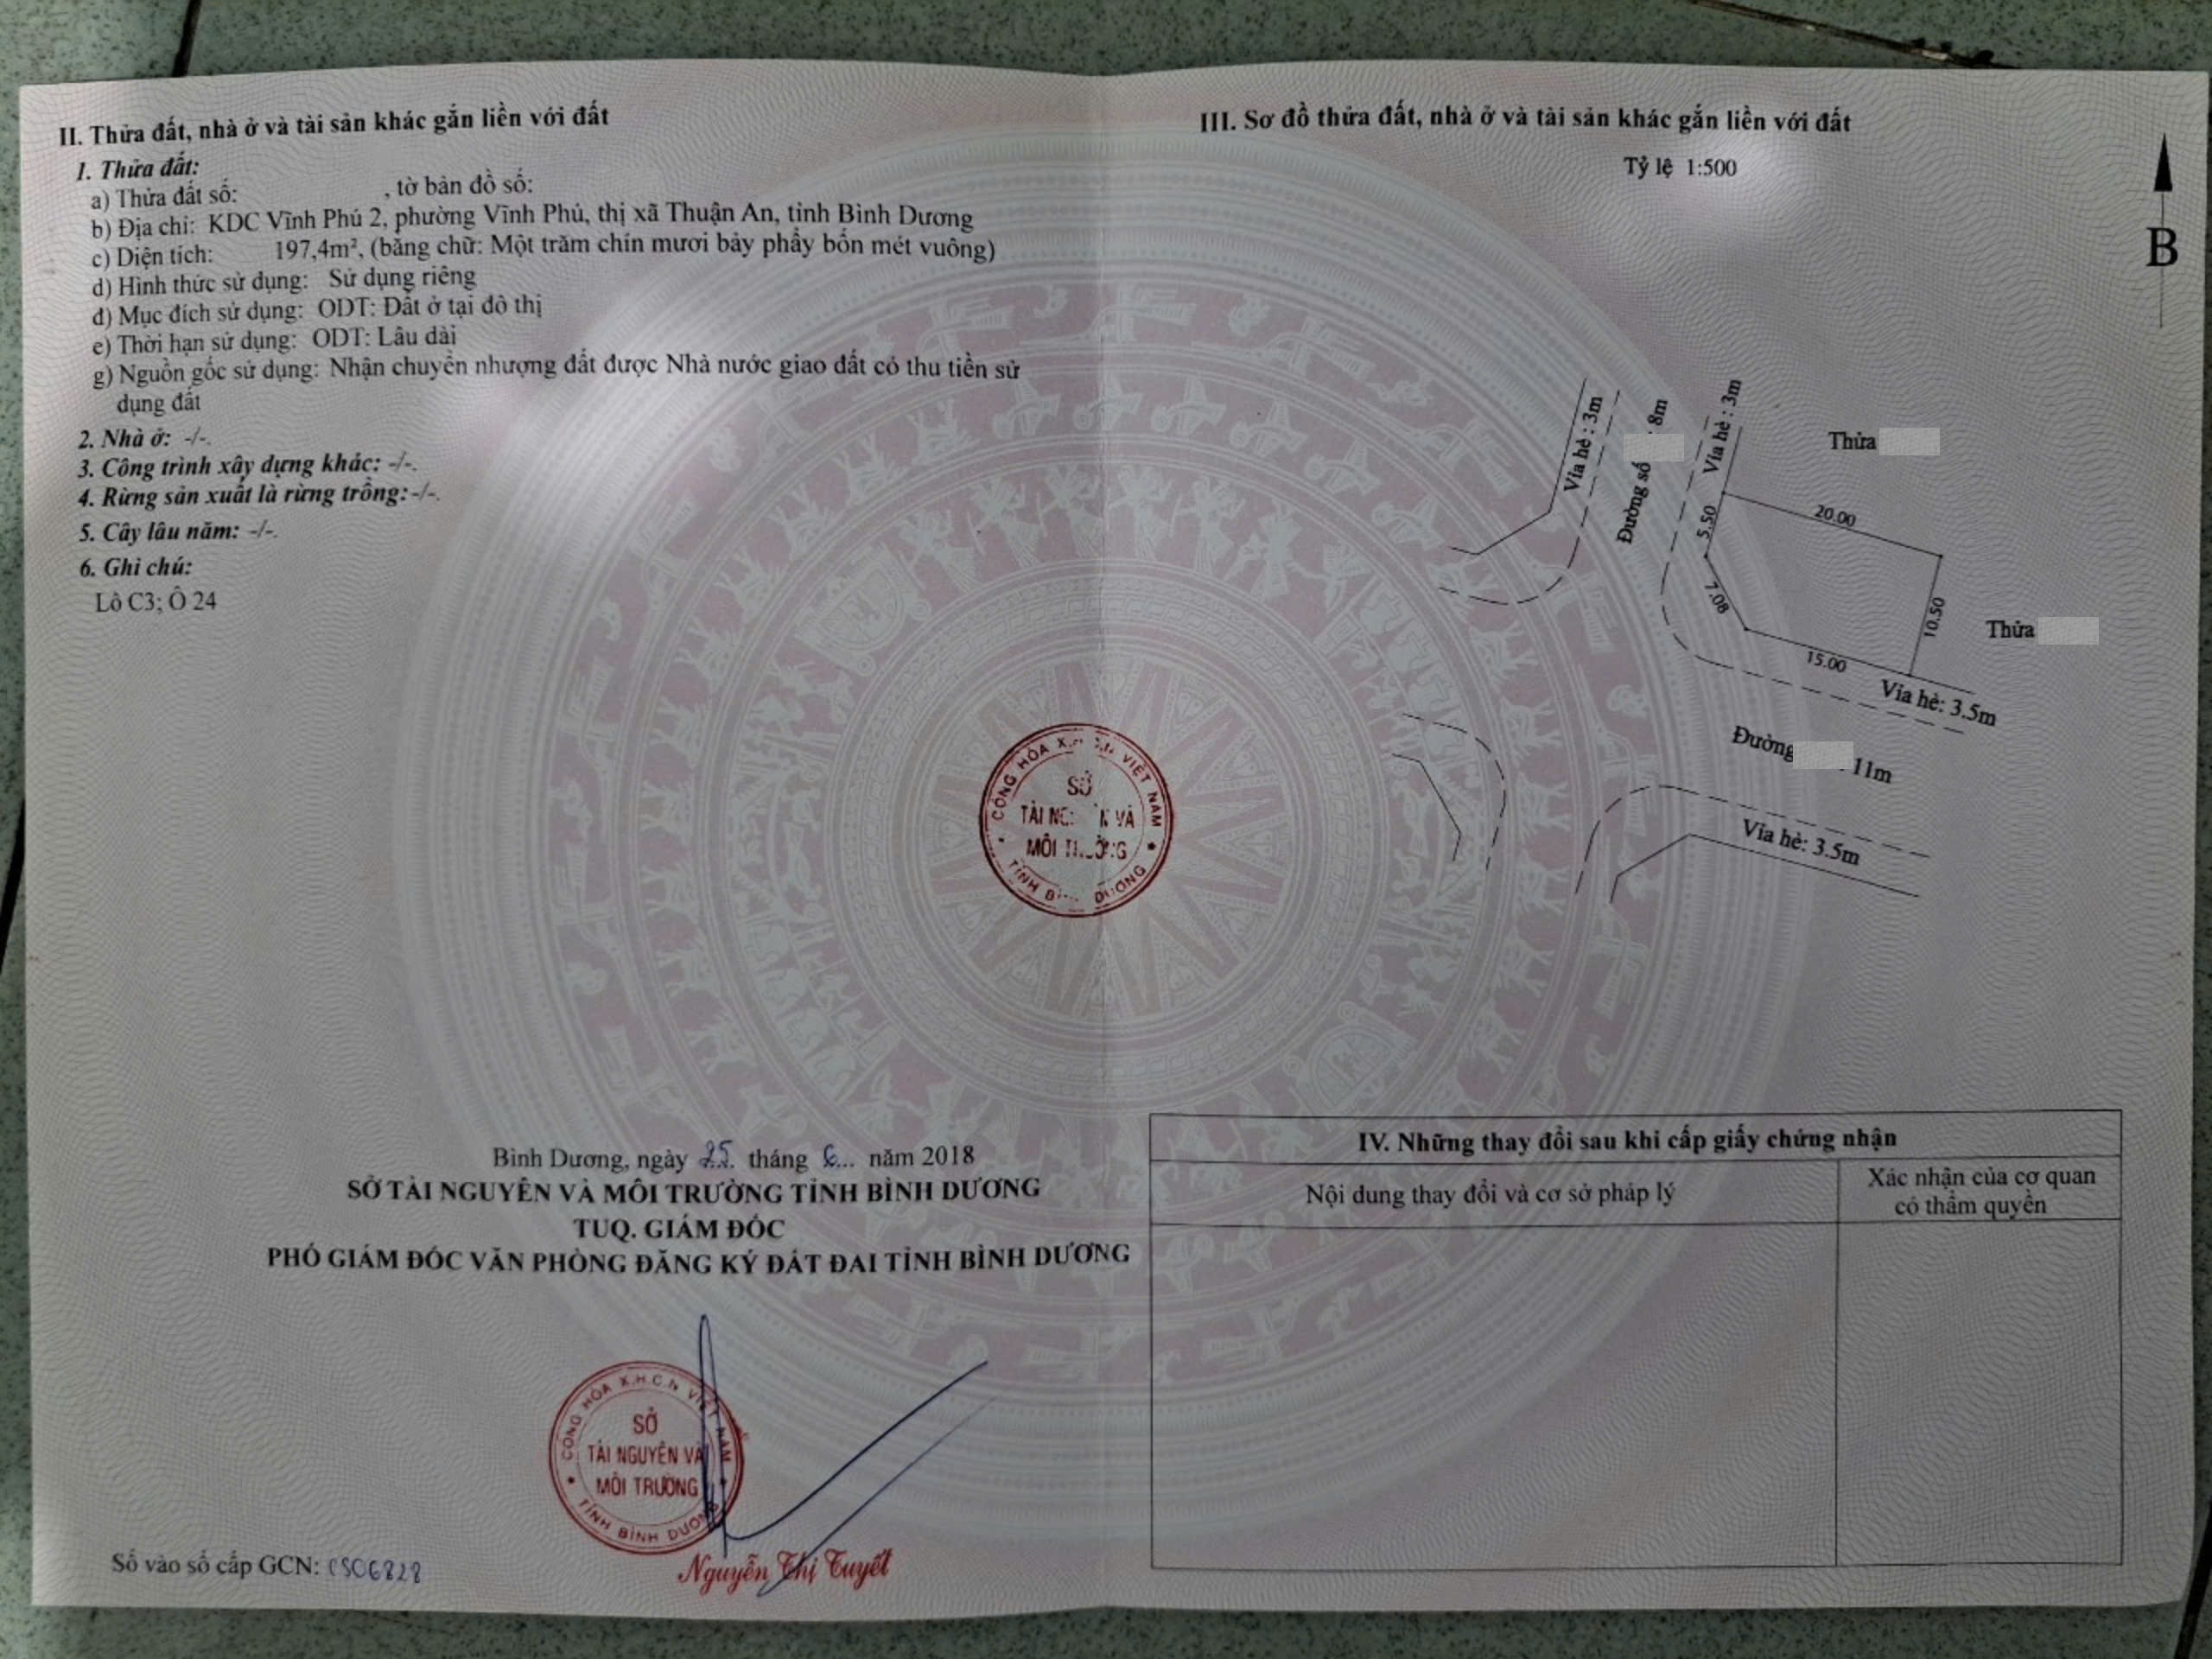 II. Thửa đất, nhà ở và tài sản khác gắn liền với đất
1. Thửa đất:
a) Thửa đất số: , tờ bản đồ số:
b) Địa chỉ: KDC Vĩnh Phú 2, phường Vĩnh Phú, thị xã Thuận An, tỉnh Bình Dương
c) Diện tích: 197,4m², (bằng chữ: Một trăm chín mươi bảy phẩy bốn mét vuông)
d) Hình thức sử dụng: Sử dụng riêng
đ) Mục đích sử dụng: ODT: Đất ở tại đô thị
e) Thời hạn sử dụng: ODT: Lâu dài
g) Nguồn gốc sử dụng: Nhận chuyển nhượng đất được Nhà nước giao đất có thu tiền sử
dụng đất
2. Nhà ở: -/-.
3. Công trình xây dựng khác: -/-.
4. Rừng sản xuất là rừng trồng: -/-.
5. Cây lâu năm: -/-.
6. Ghi chú:
Lô C3; Ô 24
Bình Dương, ngày 25 tháng 6 năm 2018
SỞ TÀI NGUYÊN VÀ MÔI TRƯỜNG TỈNH BÌNH DƯƠNG
TUQ. GIÁM ĐỐC
PHÓ GIÁM ĐỐC VĂN PHÒNG ĐĂNG KÝ ĐẤT ĐAI TỈNH BÌNH DƯƠNG
CỘNG HÒA X.H.C.N VIỆT NAM
SỞ
TÀI NGUYÊN VÀ
MÔI TRƯỜNG
TỈNH BÌNH DƯƠNG
Nguyễn Thị Tuyết
Số vào sổ cấp GCN: CS06828
CỘNG HÒA X.H.C.N VIỆT NAM
SỞ
TÀI NGUYÊN VÀ
MÔI TRƯỜNG
TỈNH BÌNH DƯƠNG
III. Sơ đồ thửa đất, nhà ở và tài sản khác gắn liền với đất
Tỷ lệ 1:500
B
Vỉa hè : 3m
Đường số : 8m
Vỉa hè : 3m
Thửa
5.50
20.00
7.08
10.50
Thửa
15.00
Vỉa hè: 3.5m
Đường : 11m
Vỉa hè: 3.5m
IV. Những thay đổi sau khi cấp giấy chứng nhận
Nội dung thay đổi và cơ sở pháp lý
Xác nhận của cơ quan
có thẩm quyền